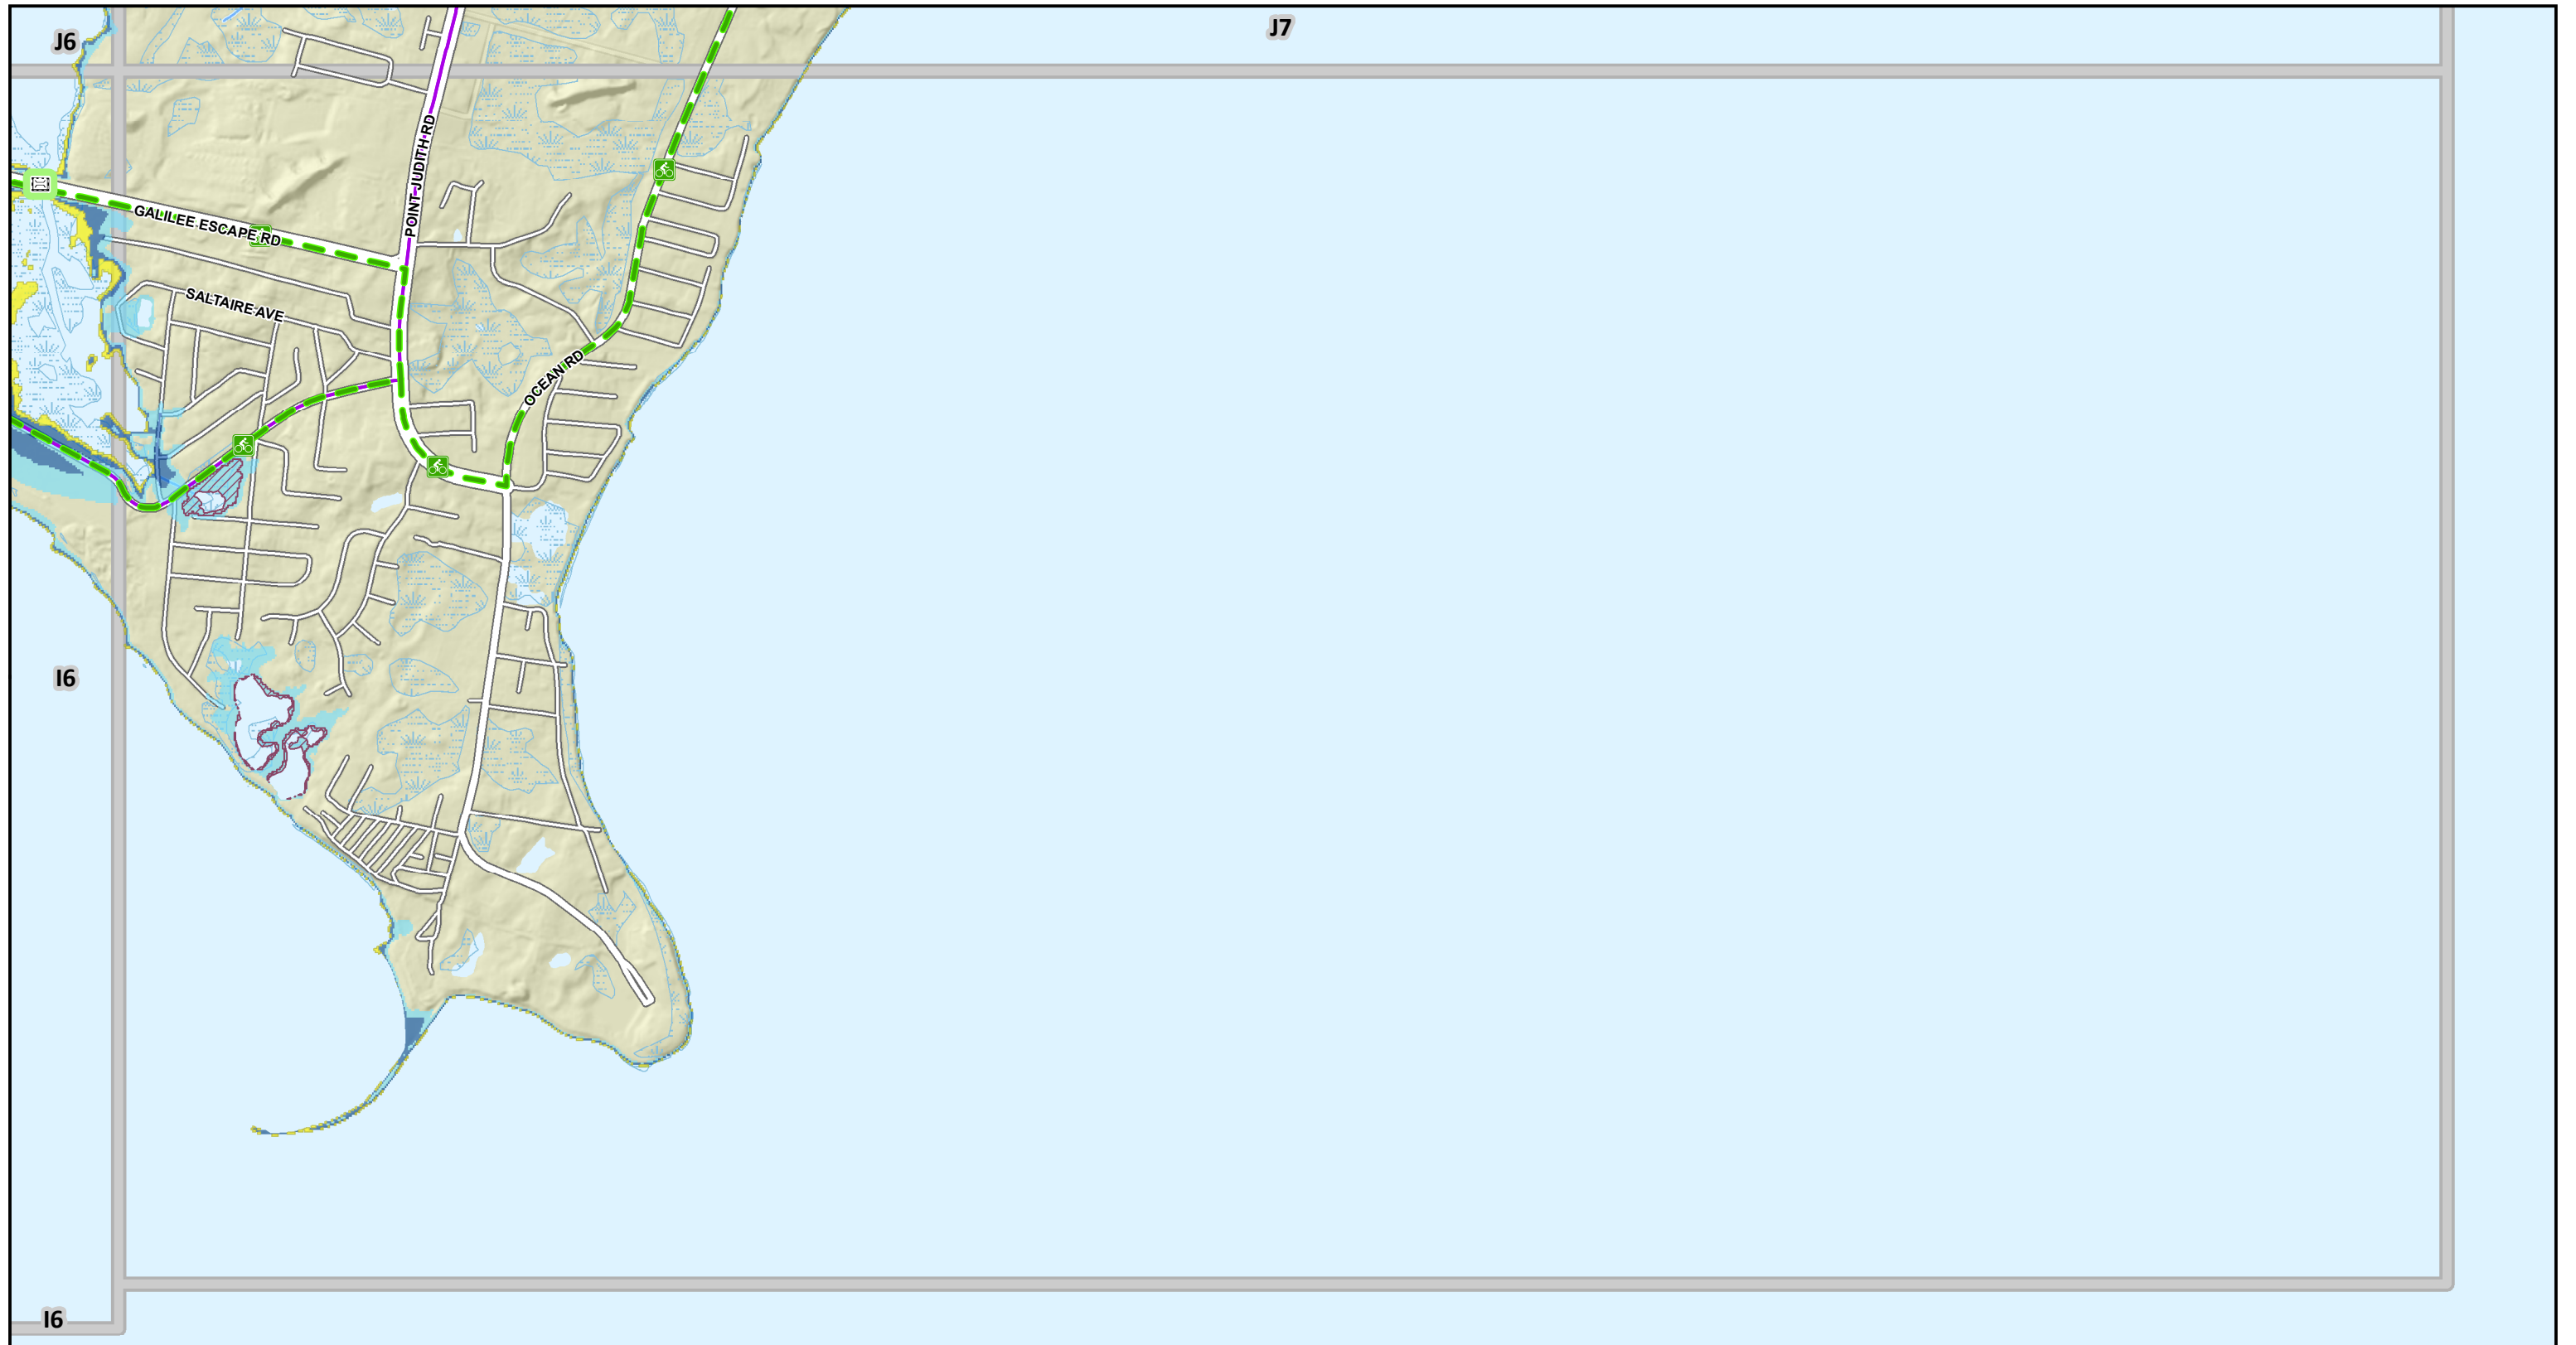 J6
J7
POINT JUDITH RD
GALILEE ESCAPE RD
SALTAIRE AVE
OCEAN RD
I6
I6